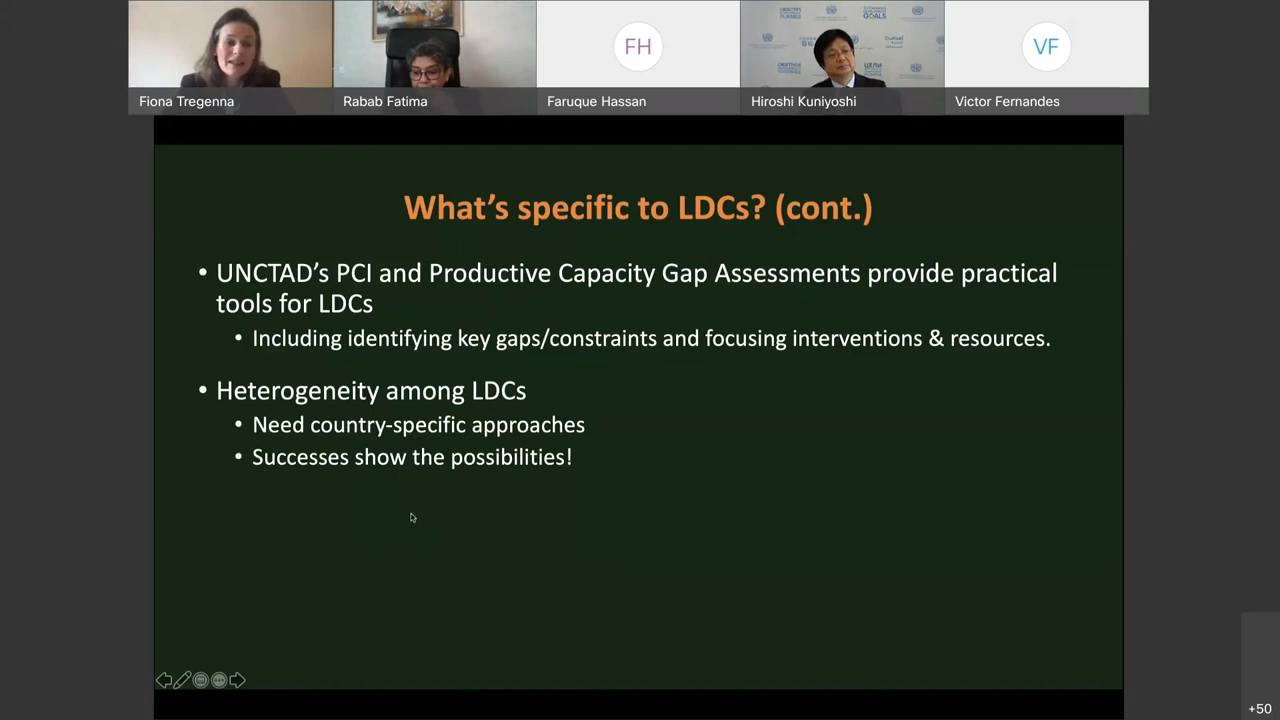 FH
VF
GOALS
Fiona Tregenna
Rabab Fatima
Faruque Hassan
Hiroshi Kuniyoshi
Victor Fernandes
What's specific to LDCs? (cont.)
• UNCTAD's PCI and Productive Capacity Gap Assessments provide practical
tools for LDCs
• Including identifying key gaps/constraints and focusing interventions & resources.
• Heterogeneity among LDCs
• Need country-specific approaches
• Successes show the possibilities!
+50